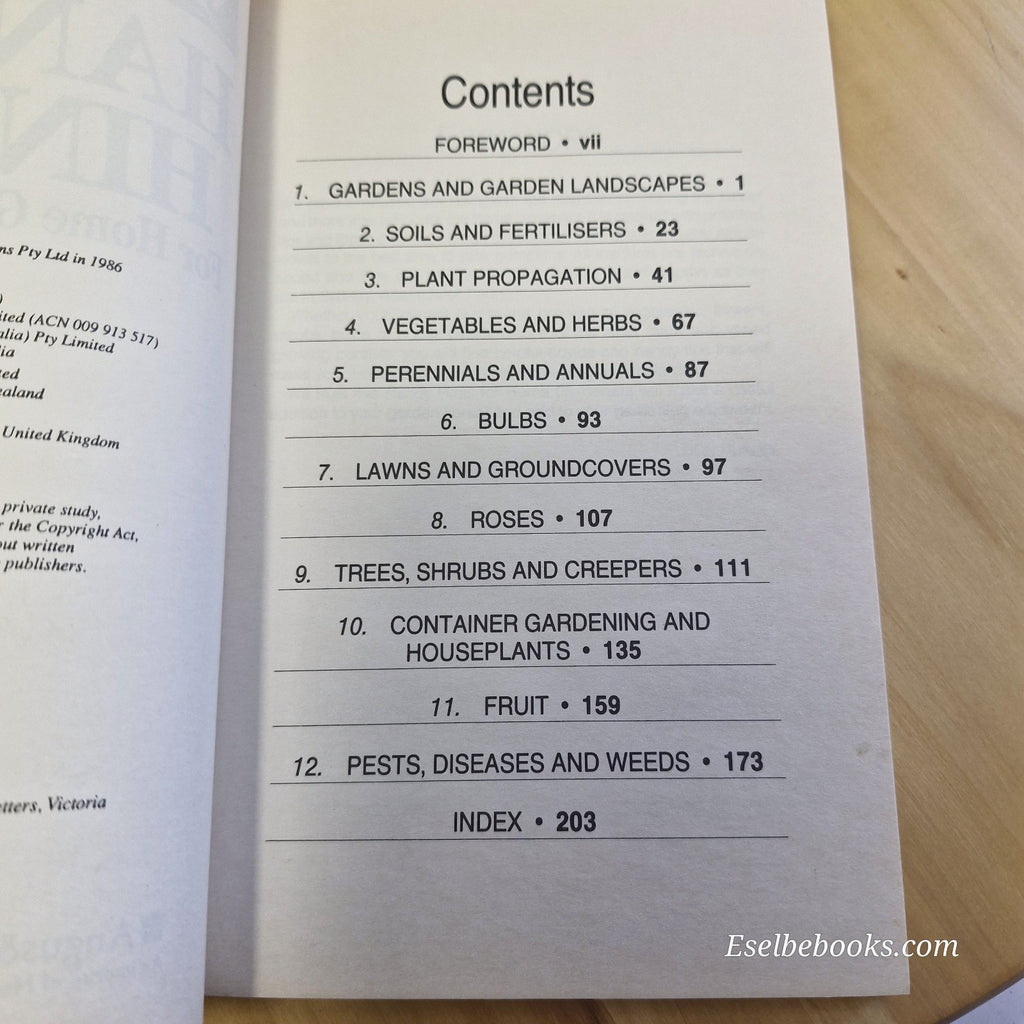 ns Pty Ltd in 1986
)
ited (ACN 009 913 517)
alia) Pty Limited
ia
ted
ealand
United Kingdom
private study,
r the Copyright Act,
out written
publishers.
etters, Victoria
Contents
FOREWORD • vii
1. GARDENS AND GARDEN LANDSCAPES • 1
2. SOILS AND FERTILISERS • 23
3. PLANT PROPAGATION • 41
4. VEGETABLES AND HERBS • 67
5. PERENNIALS AND ANNUALS • 87
6. BULBS • 93
7. LAWNS AND GROUNDCOVERS • 97
8. ROSES • 107
9. TREES, SHRUBS AND CREEPERS • 111
10. CONTAINER GARDENING AND
HOUSEPLANTS • 135
11. FRUIT • 159
12. PESTS, DISEASES AND WEEDS • 173
INDEX • 203
Eselbebooks.com